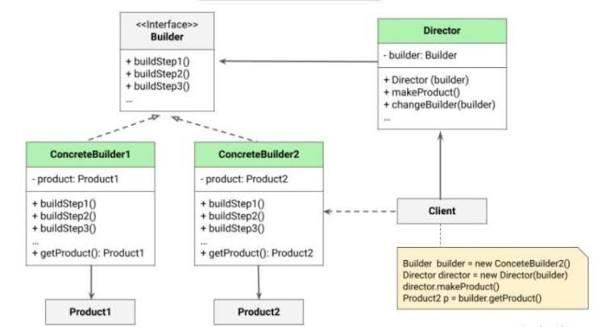 <<Interface>>
Builder
+ buildStep1()
+ buildStep2()
+ buildStep3()
...
Director
- builder: Builder
+ Director (builder)
+ makeProduct()
+ changeBuilder(builder)
...
ConcreteBuilder1
- product: Product1
+ buildStep1()
+ buildStep2()
+ buildStep3()
...
+ getProduct(): Product1
ConcreteBuilder2
- product: Product2
+ buildStep1()
+ buildStep2()
+ buildStep3()
...
+ getProduct(): Product2
Client
Builder builder = new ConceteBuilder2()
Director director = new Director(builder)
director.makeProduct()
Product2 p = builder.getProduct()
Product1
Product2